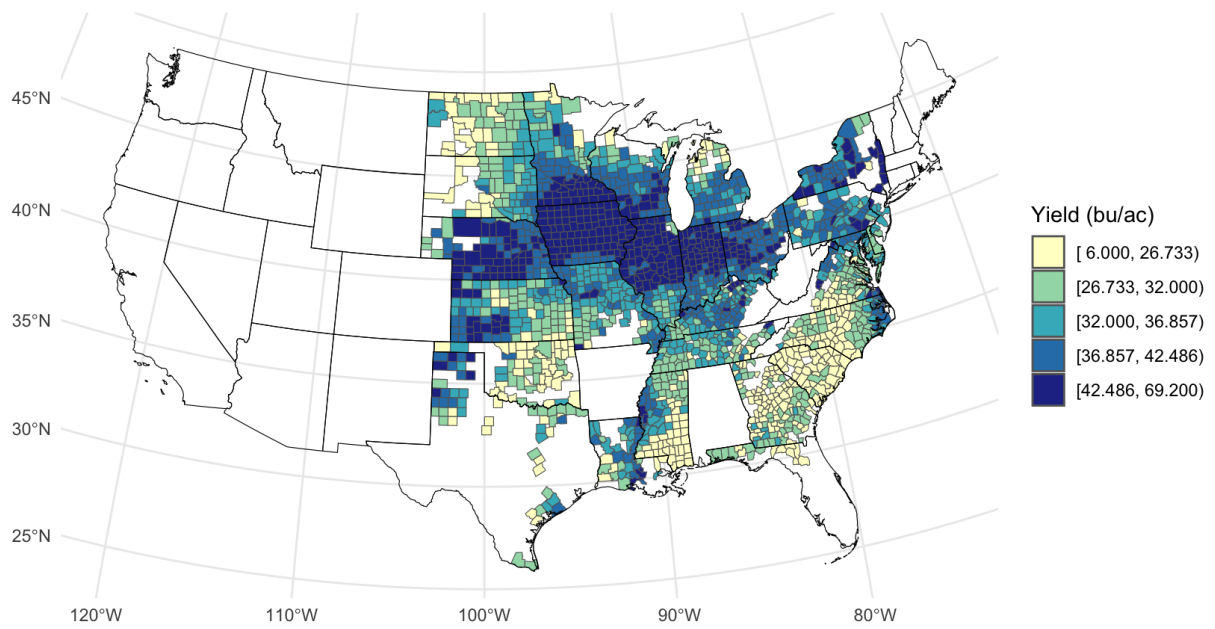 45°N
40°N
35°N
30°N
25°N
120°W
110°W
100°W
90°W
80°W
Yield (bu/ac)
[ 6.000, 26.733)
[26.733, 32.000)
[32.000, 36.857)
[36.857, 42.486)
[42.486, 69.200)